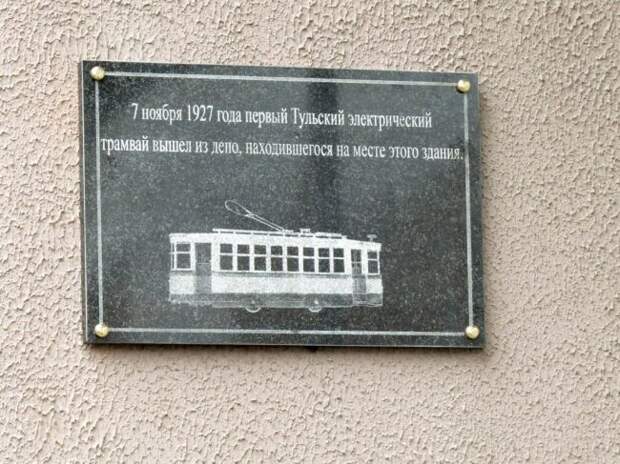 7 ноября 1927 года первый Тульский электрический
трамвай вышел из депо, находившегося на месте этого здания.